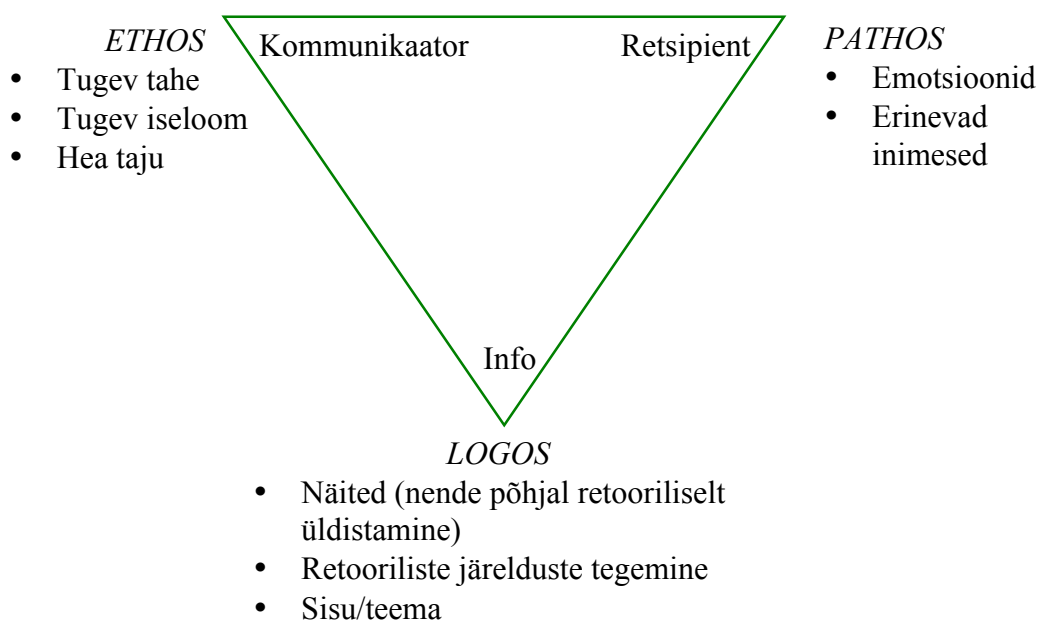 ETHOS
Kommunikaator
Retsipient
PATHOS
• Tugev tahe
• Tugev iseloom
• Hea taju
• Emotsioonid
• Erinevad
inimesed
Info
LOGOS
• Näited (nende põhjal retooriliselt
üldistamine)
• Retooriliste järelduste tegemine
• Sisu/teema